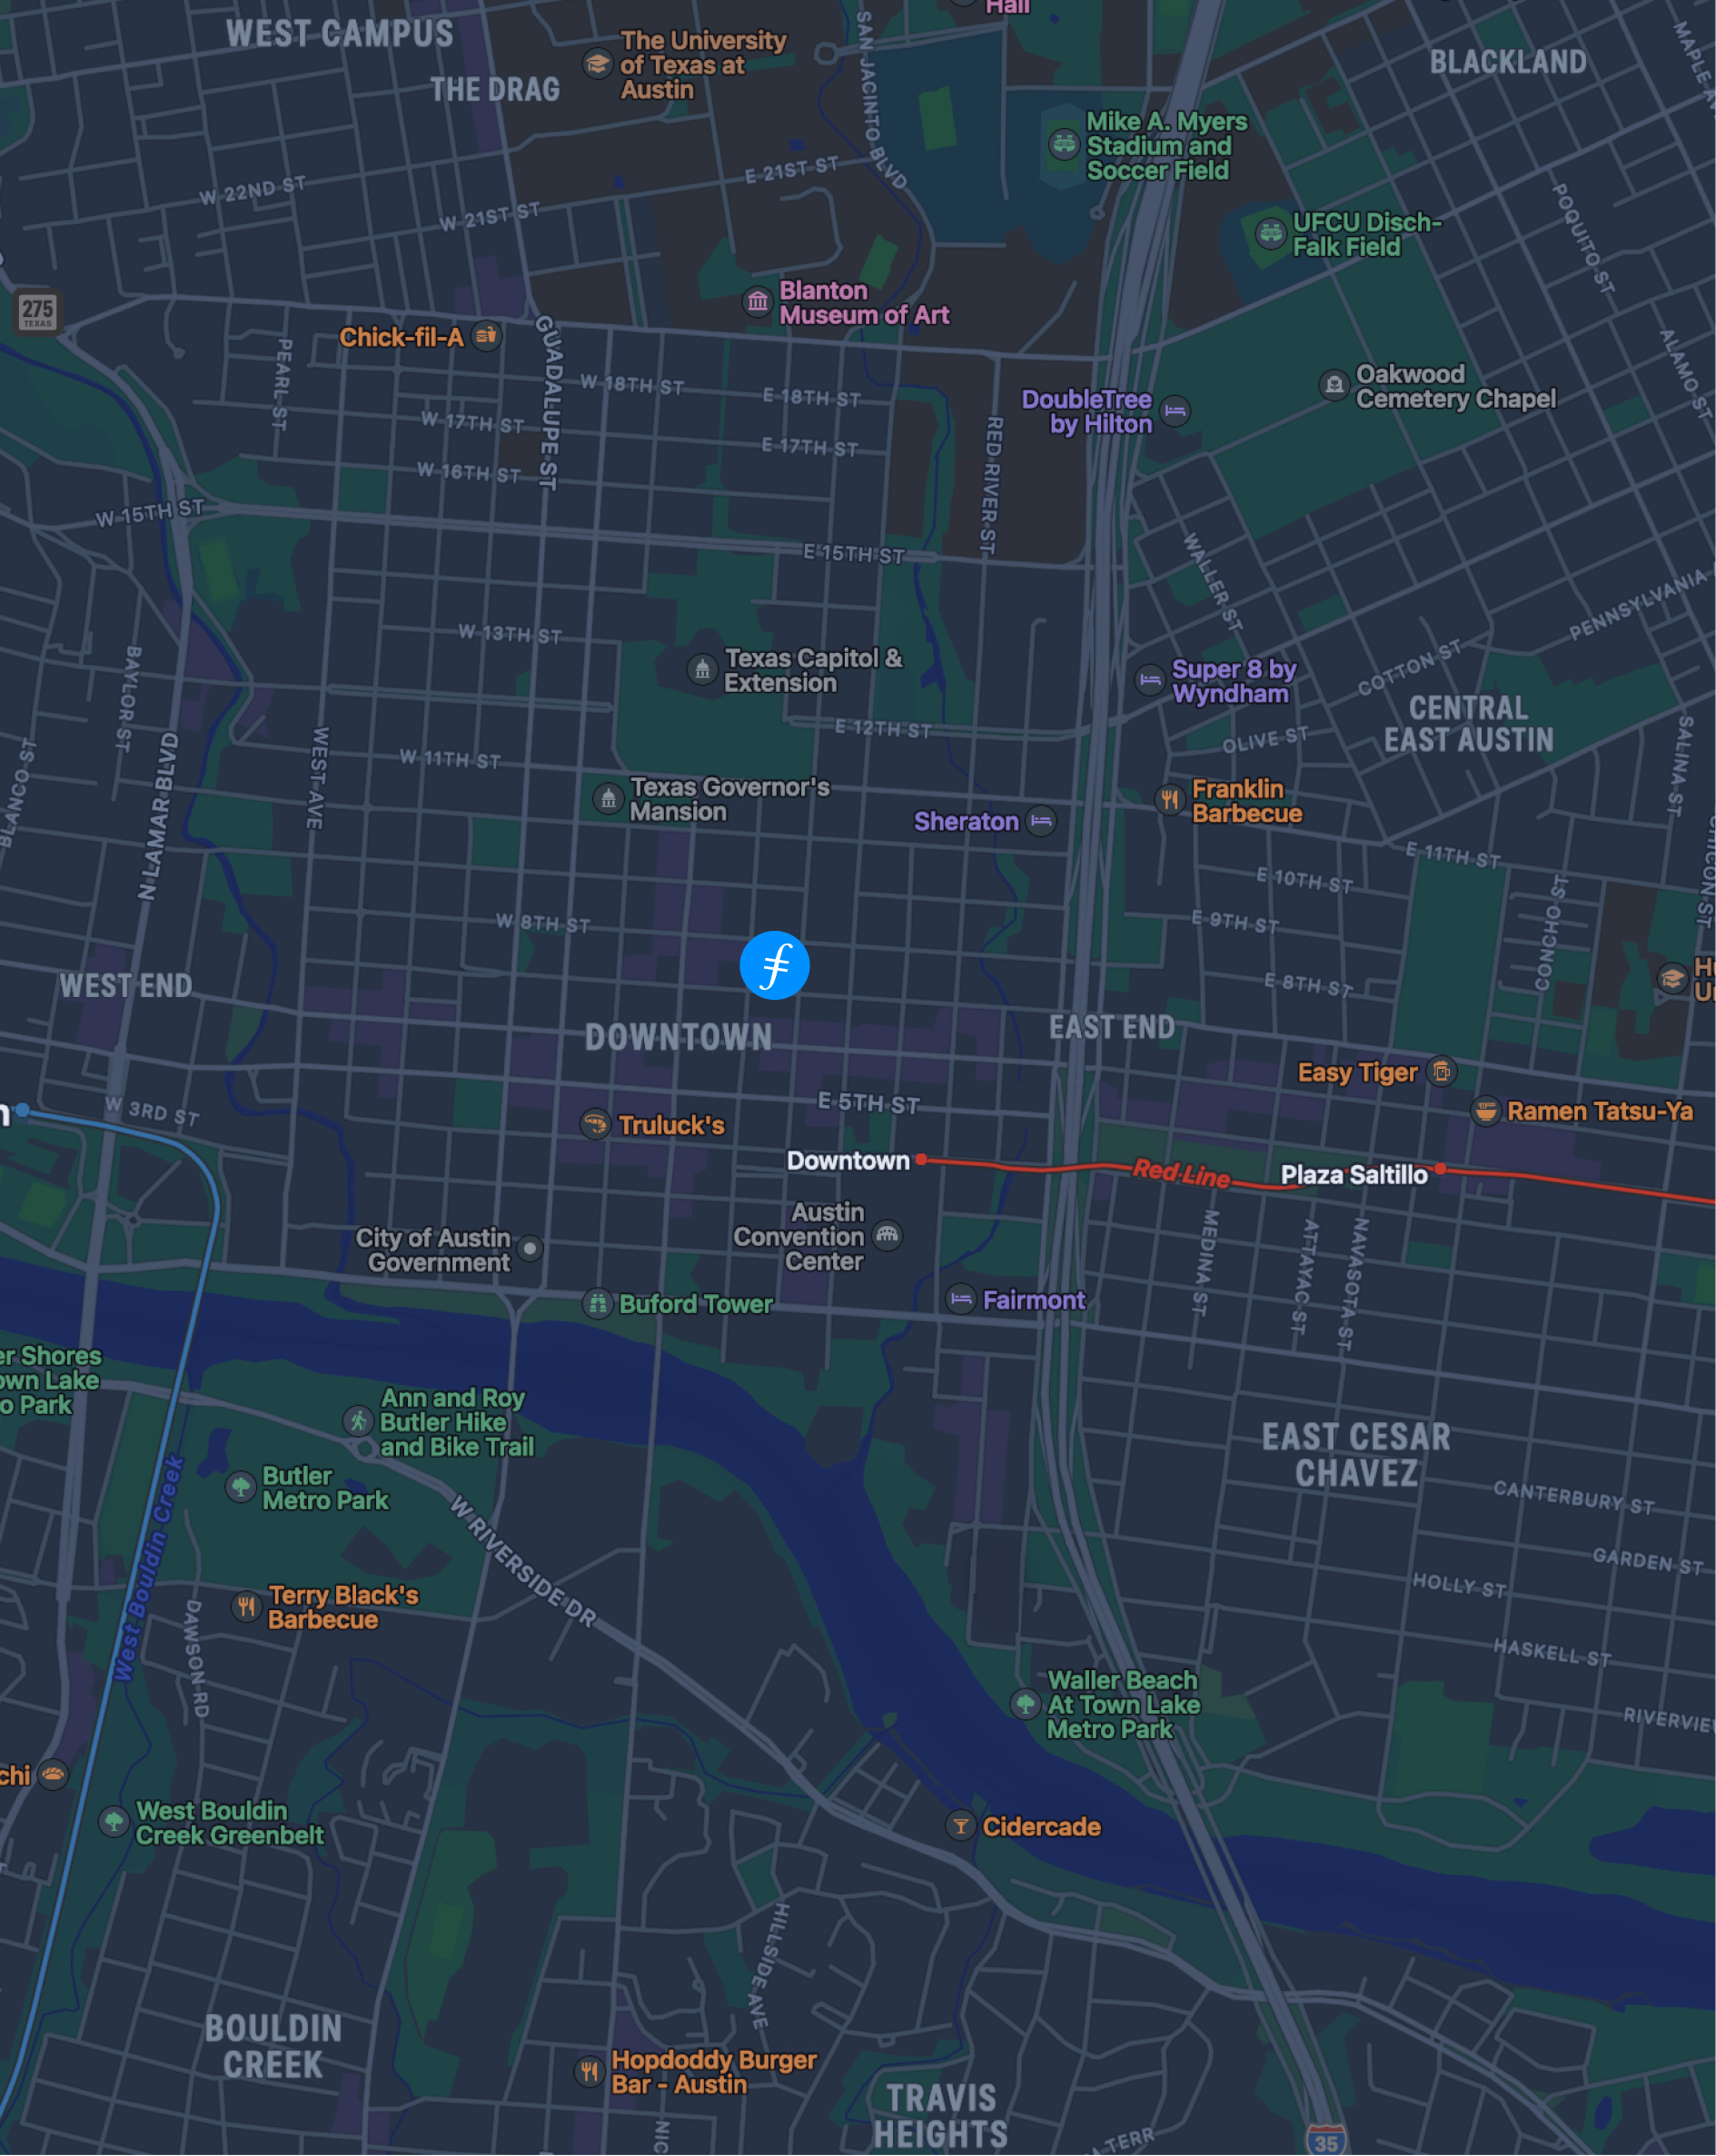 Hall
WEST CAMPUS
THE DRAG
The University
of Texas at
Austin
SAN JACINTO BLVD
BLACKLAND
MAPLE AV
Mike A. Myers
Stadium and
Soccer Field
E 21ST ST
W 22ND ST
W 21ST ST
POQUITO ST
UFCU Disch-
Falk Field
275
TEXAS
Blanton
Museum of Art
Chick-fil-A
GUADALUPE ST
PEARL ST
W 18TH ST
E 18TH ST
ALAMO ST
Oakwood
Cemetery Chapel
DoubleTree
by Hilton
RED RIVER ST
W 17TH ST
E 17TH ST
W 16TH ST
W 15TH ST
E 15TH ST
WALLER ST
PENNSYLVANIA
W 13TH ST
BAYLOR ST
Texas Capitol &
Extension
Super 8 by
Wyndham
COTTON ST
CENTRAL
EAST AUSTIN
E 12TH ST
OLIVE ST
SALINA ST
BLANCO ST
N LAMAR BLVD
WEST AVE
W 11TH ST
Texas Governor's
Mansion
Sheraton
Franklin
Barbecue
E 11TH ST
CHICON ST
E 10TH ST
CONCHO ST
W 8TH ST
E 9TH ST
WEST END
E 8TH ST
H
U
DOWNTOWN
EAST END
Easy Tiger
Ramen Tatsu-Ya
n
W 3RD ST
E 5TH ST
Truluck's
Downtown
Red Line
Plaza Saltillo
Austin
Convention
Center
City of Austin
Government
MEDINA ST
ATTAYAC ST
NAVASOTA ST
Buford Tower
Fairmont
er Shores
own Lake
o Park
Ann and Roy
Butler Hike
and Bike Trail
EAST CESAR
CHAVEZ
Butler
Metro Park
West Bouldin Creek
W RIVERSIDE DR
CANTERBURY ST
GARDEN ST
HOLLY ST
Terry Black's
Barbecue
DAWSON RD
HASKELL ST
Waller Beach
At Town Lake
Metro Park
RIVERVIE
chi
West Bouldin
Creek Greenbelt
Cidercade
HILLSIDE AVE
BOULDIN
CREEK
Hopdoddy Burger
Bar - Austin
TRAVIS
HEIGHTS
NIC
A TERR
35